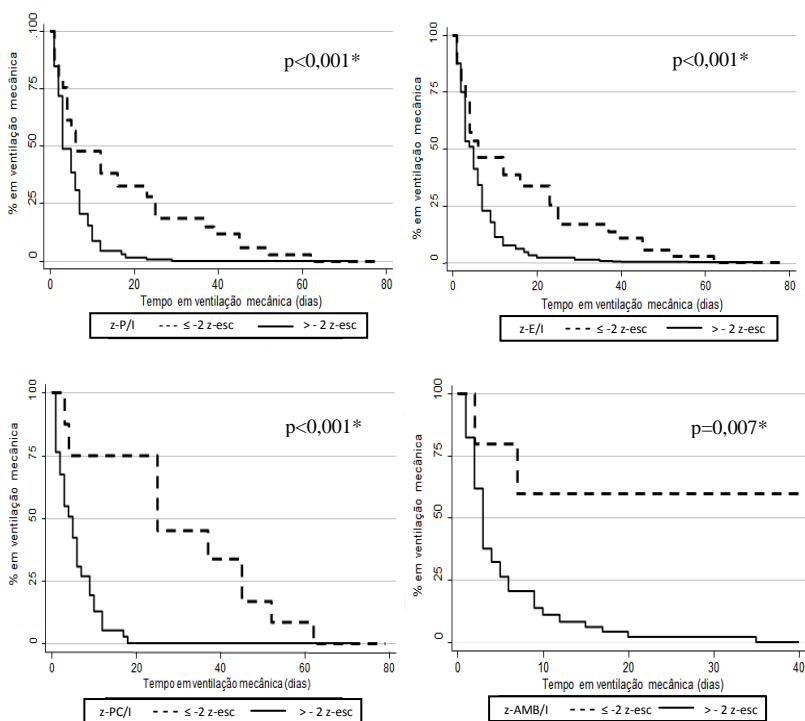 p<0,001*
% em ventilação mecânica
.100
75
50
25
0
0 20 40 60 80
Tempo em ventilação mecânica (dias)
z-P/I ≤ -2 z-esc > - 2 z-esc
p<0,001*
% em ventilação mecânica
100
75
50
25
0
0 20 40 60 80
Tempo em ventilação mecânica (dias)
z-E/I ≤ -2 z-esc > - 2 z-esc
p<0,001*
% em ventilação mecânica
100
75
50
25
0
0 20 40 60 80
Tempo em ventilação mecânica (dias)
z-PC/I ≤ -2 z-esc > - 2 z-esc
p=0,007*
% em ventilação mecânica
100
75
50
25
0
0 10 20 30 40
Tempo em ventilação mecânica (dias)
z-AMB/I ≤ -2 z-esc > - 2 z-esc